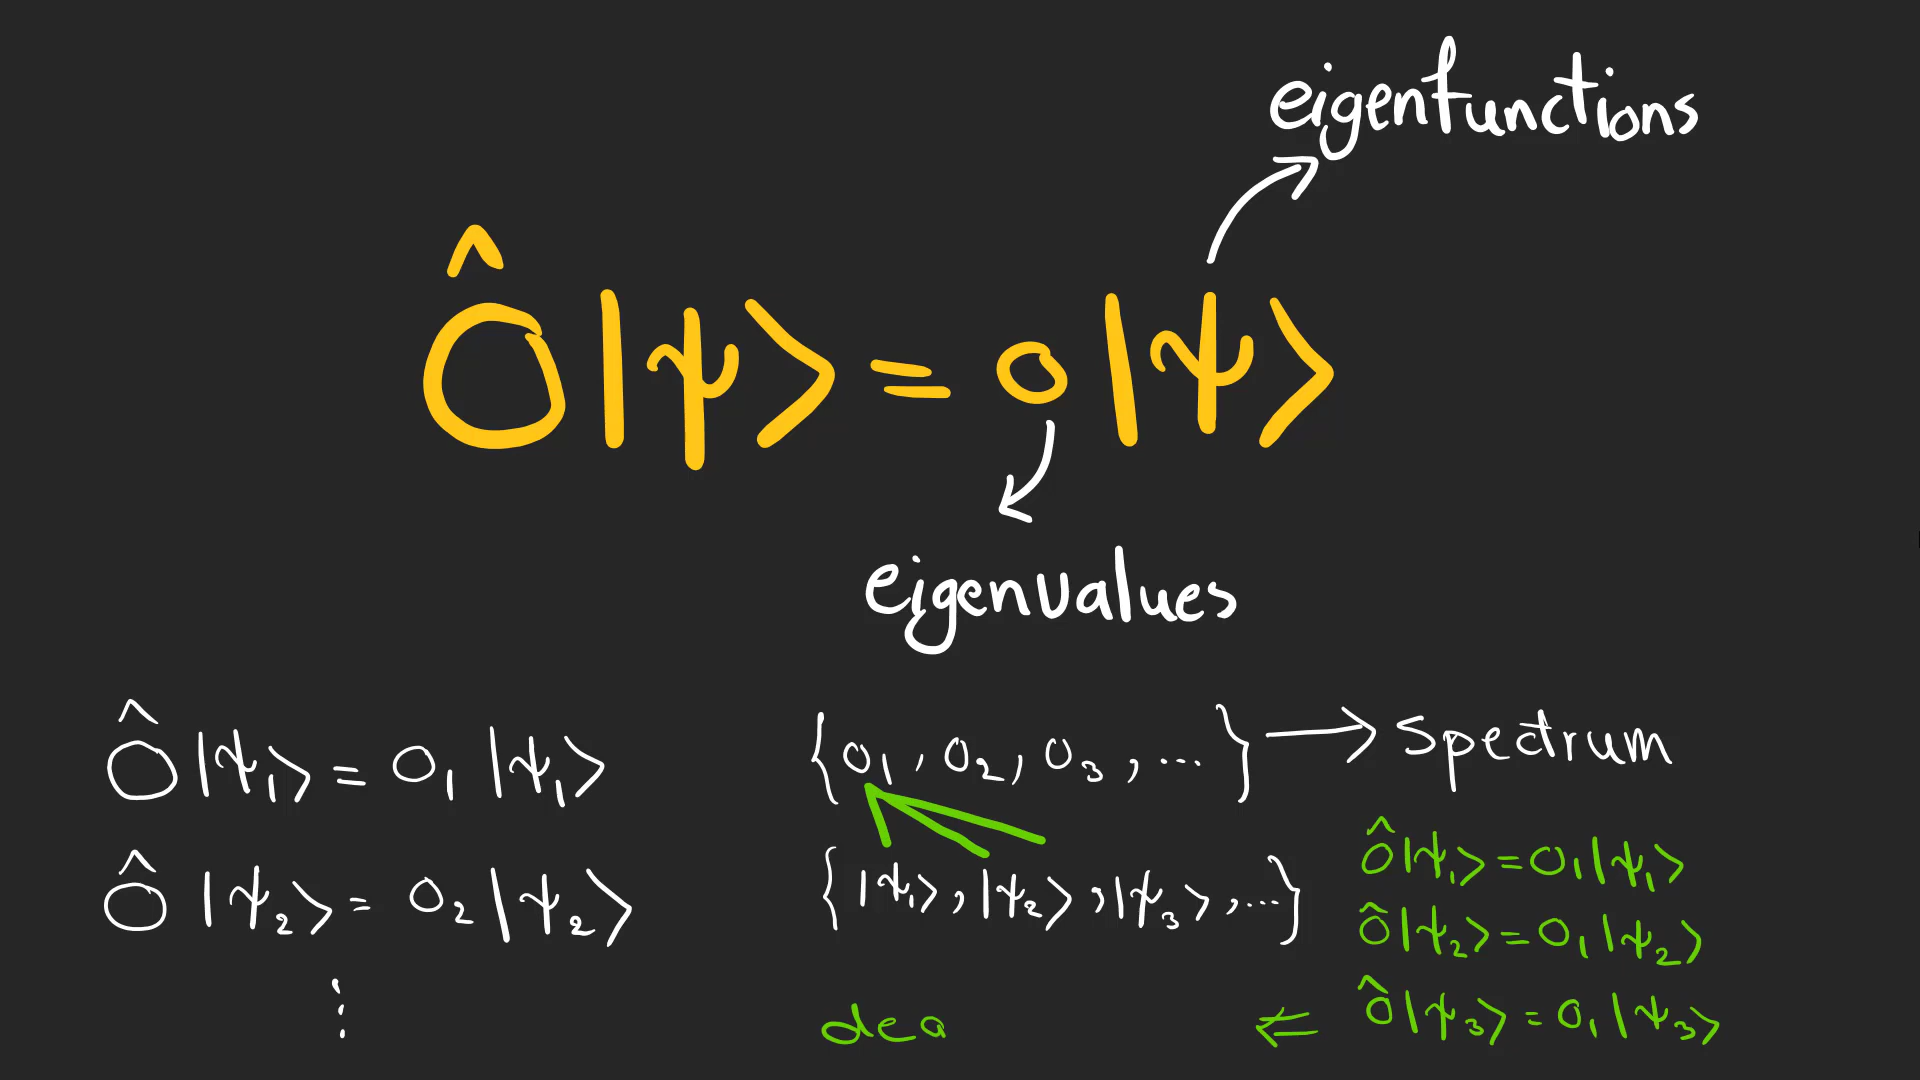 eigenfunctions
Ô|ψ⟩ = o|ψ⟩
eigenvalues
Ô|ψ₁⟩ = o₁|ψ₁⟩
Ô|ψ₂⟩ = o₂|ψ₂⟩
⋮
{o₁, o₂, o₃, ...} → Spectrum
{|ψ₁⟩, |ψ₂⟩, |ψ₃⟩, ...}
Ô|ψ₁⟩ = o₁|ψ₁⟩
Ô|ψ₂⟩ = o₁|ψ₂⟩
dea ⇐ Ô|ψ₃⟩ = o₁|ψ₃⟩